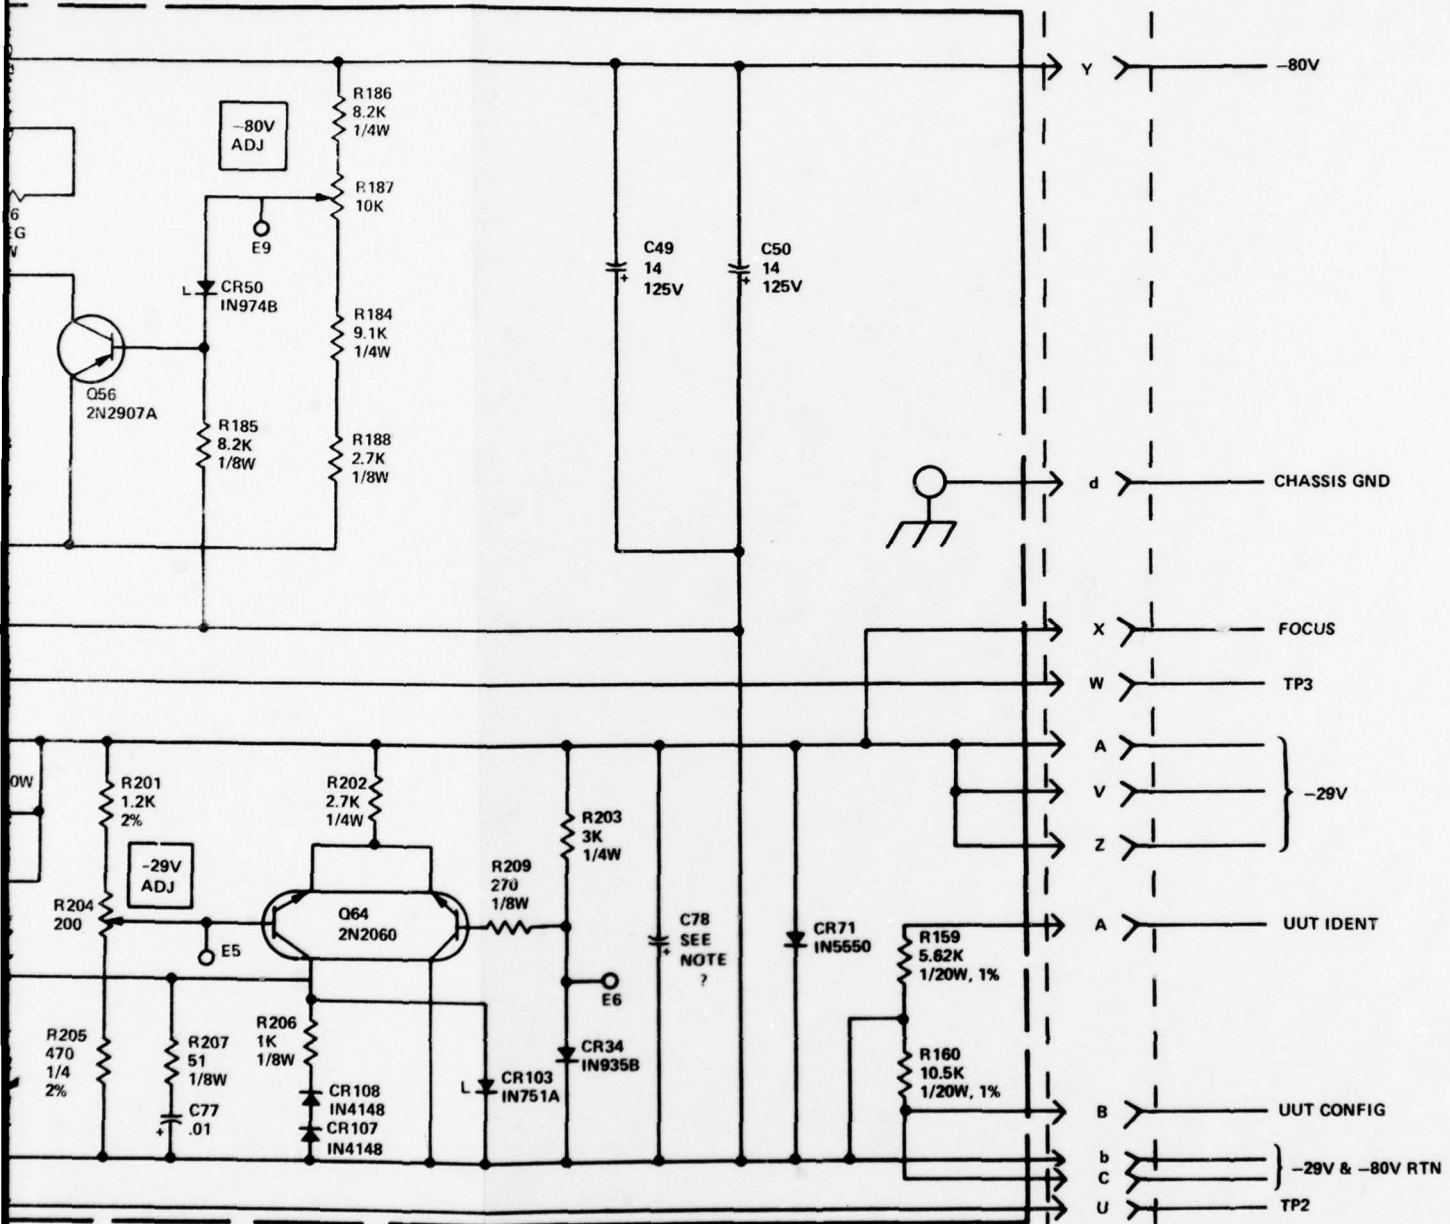 R186
8.2K
1/4W
–80V
ADJ
R187
10K
E9
Y
–80V
6
EG
W
L
CR50
IN974B
C49
14
125V
C50
14
125V
+
+
R184
9.1K
1/4W
Q56
2N2907A
R185
8.2K
1/8W
R188
2.7K
1/8W
d
CHASSIS GND
X
FOCUS
W
TP3
A
V
Z
–29V
0W
R201
1.2K
2%
R202
2.7K
1/4W
R203
3K
1/4W
–29V
ADJ
R204
200
E5
Q64
2N2060
R209
270
1/8W
C78
SEE
NOTE
?
+
CR71
IN5550
A
UUT IDENT
R159
5.62K
1/20W, 1%
E6
R205
470
1/4
2%
R207
51
1/8W
C77
.01
+
R206
1K
1/8W
CR108
IN4148
CR107
IN4148
L
CR103
IN751A
CR34
IN935B
R160
10.5K
1/20W, 1%
B
UUT CONFIG
b
C
–29V & –80V RTN
U
TP2